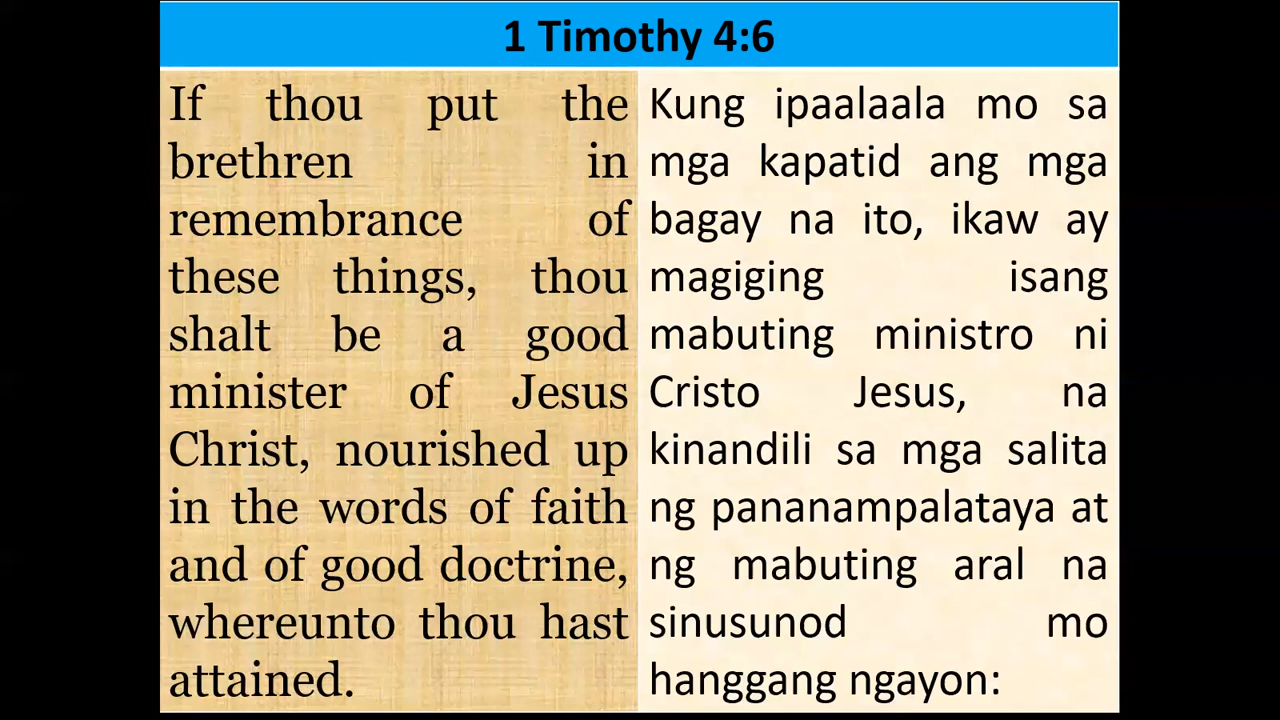 1 Timothy 4:6
If thou put the
brethren in
remembrance of
these things, thou
shalt be a good
minister of Jesus
Christ, nourished up
in the words of faith
and of good doctrine,
whereunto thou hast
attained.
Kung ipaalaala mo sa
mga kapatid ang mga
bagay na ito, ikaw ay
magiging isang
mabuting ministro ni
Cristo Jesus, na
kinandili sa mga salita
ng pananampalataya at
ng mabuting aral na
sinusunod mo
hanggang ngayon: